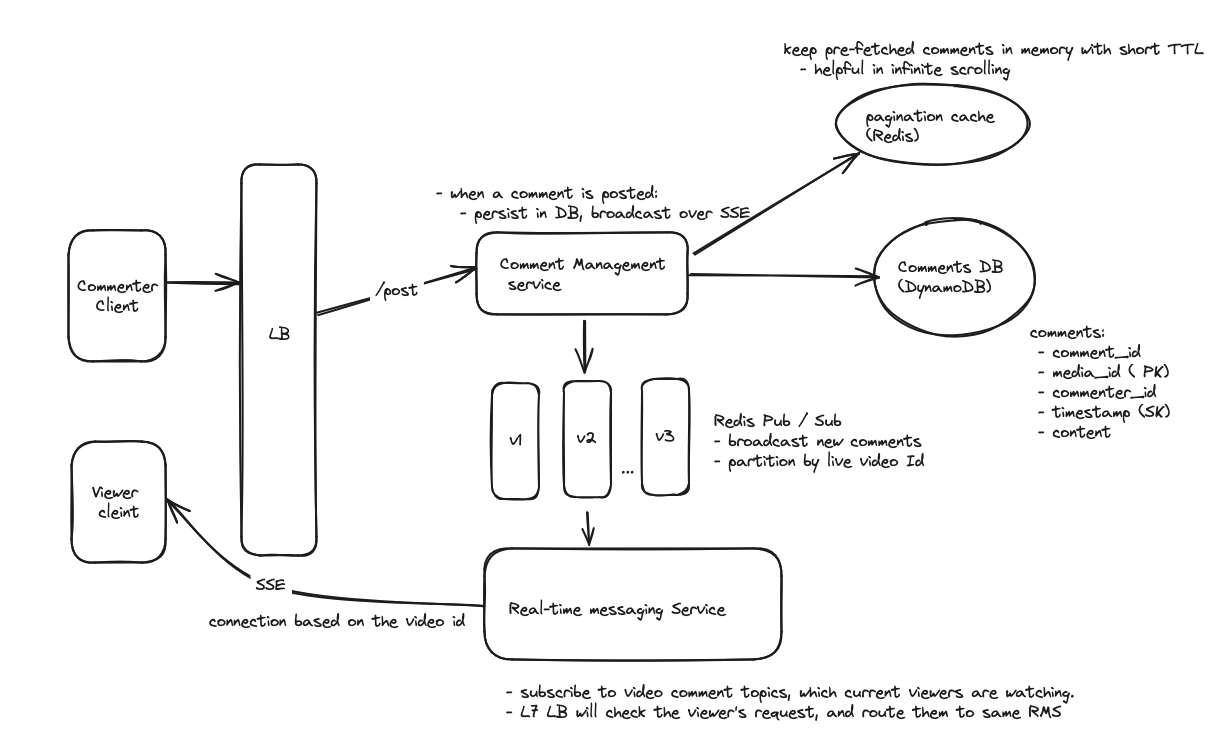 keep pre-fetched comments in memory with short TTL
- helpful in infinite scrolling
pagination cache
(Redis)
- when a comment is posted:
- persist in DB, broadcast over SSE
Commenter
Client
LB
/post
Comment Management
service
Comments DB
(DynamoDB)
comments:
- comment_id
- media_id ( PK)
- commenter_id
- timestamp (SK)
- content
v1
v2
...
v3
Redis Pub / Sub
- broadcast new comments
- partition by live video Id
Viewer
cleint
SSE
connection based on the video id
Real-time messaging Service
- subscribe to video comment topics, which current viewers are watching.
- L7 LB will check the viewer's request, and route them to same RMS